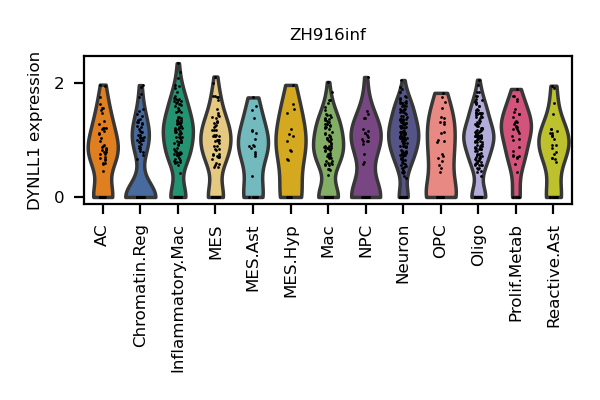 ZH916inf
DYNLL1 expression
2
0
AC
Chromatin.Reg
Inflammatory.Mac
MES
MES.Ast
MES.Hyp
Mac
NPC
Neuron
OPC
Oligo
Prolif.Metab
Reactive.Ast